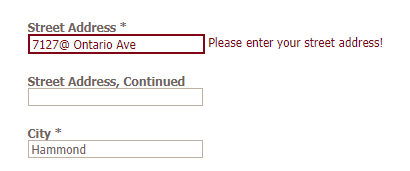 Street Address *
7127@ Ontario Ave Please enter your street address!
Street Address, Continued
City *
Hammond